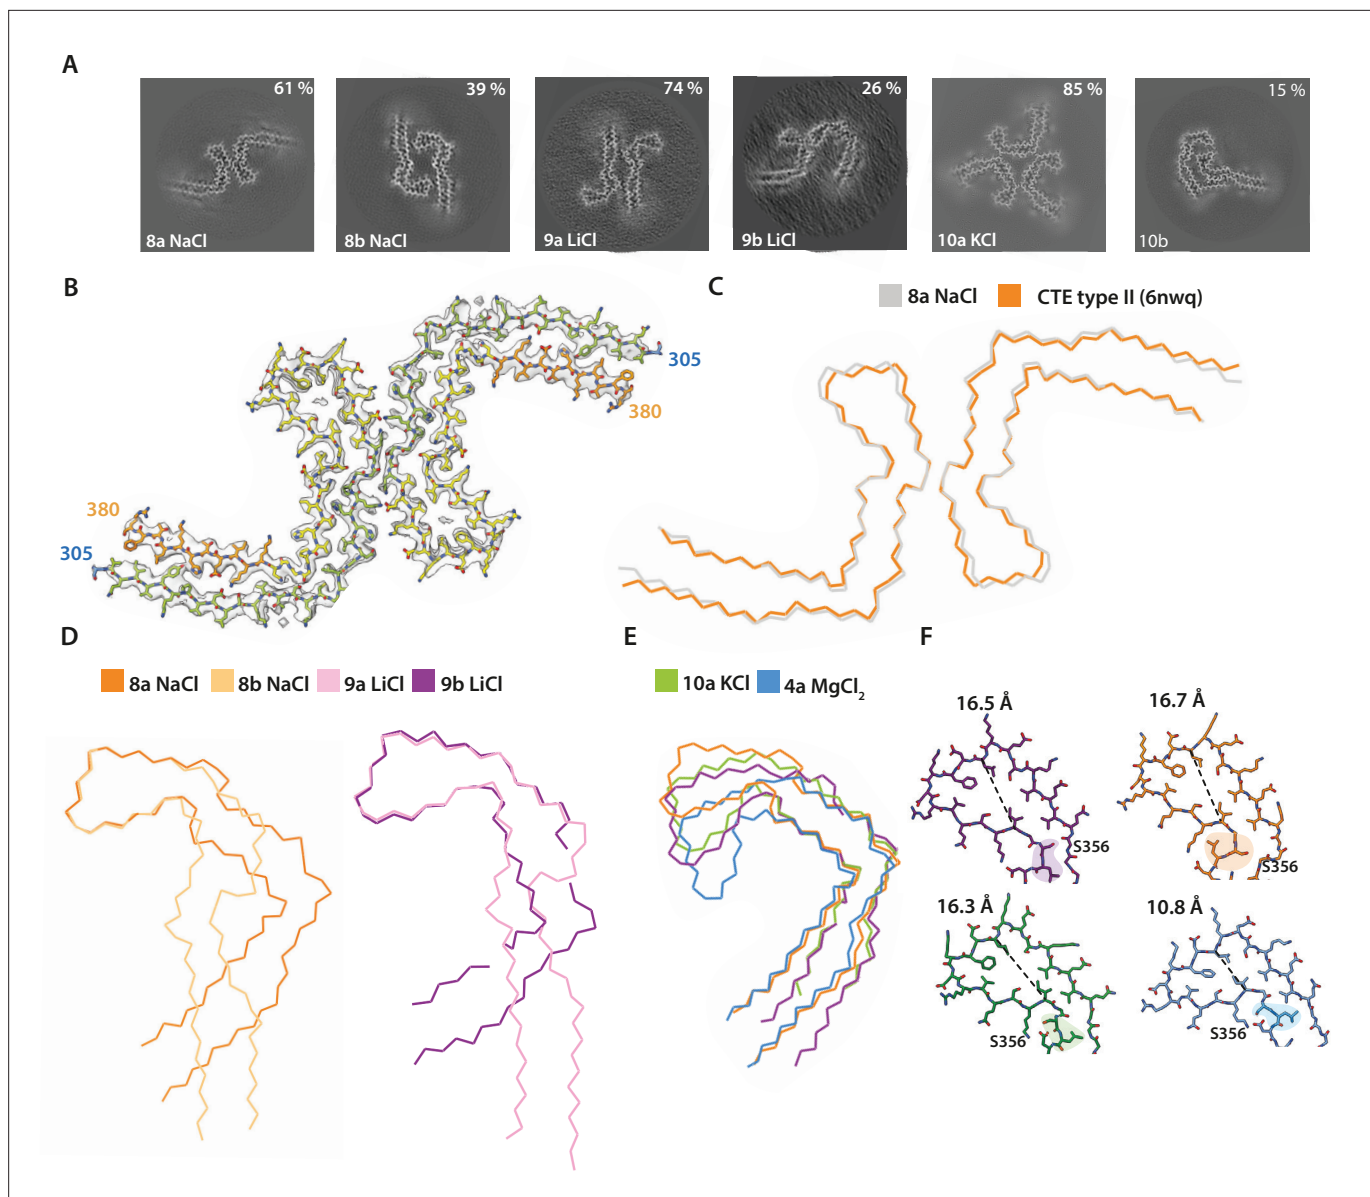 A
61 %
39 %
74 %
26 %
85 %
15 %
8a NaCl
8b NaCl
9a LiCl
9b LiCl
10a KCl
10b
B
C
8a NaCl
CTE type II (6nwq)
305
380
380
305
D
E
F
8a NaCl
8b NaCl
9a LiCl
9b LiCl
10a KCl
4a MgCl₂
16.5 Å
16.7 Å
S356
S356
16.3 Å
10.8 Å
S356
S356